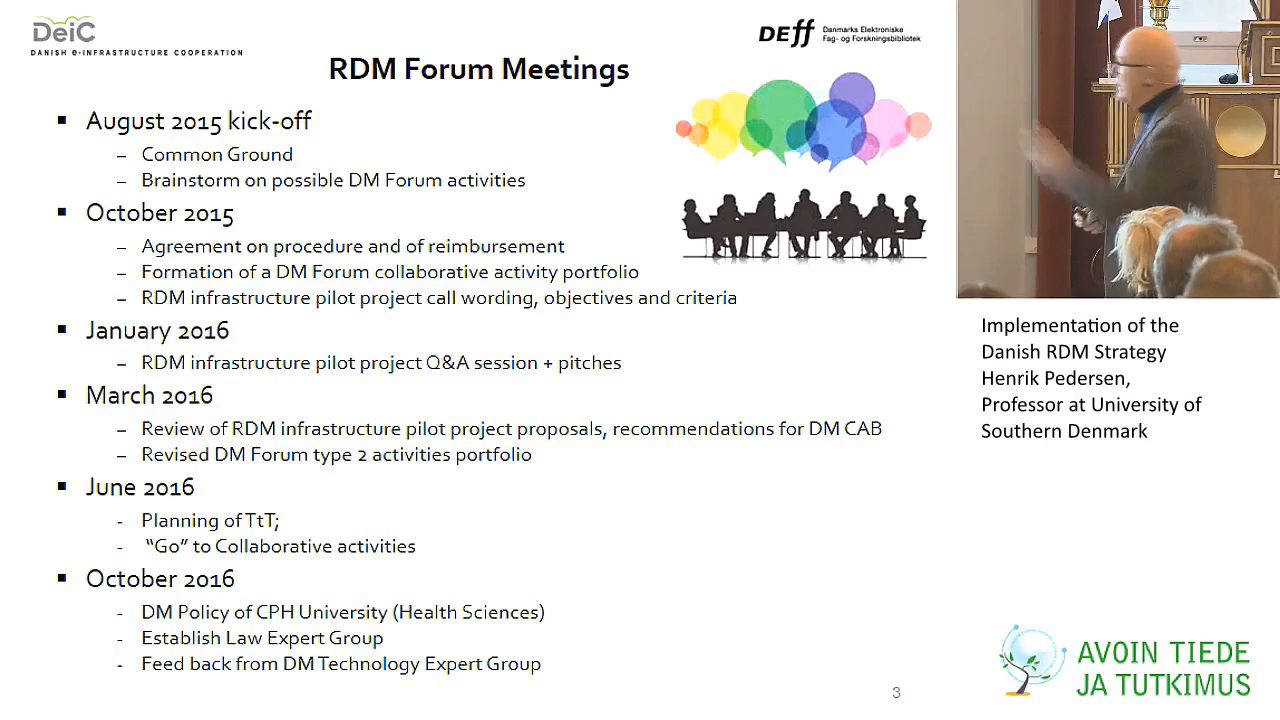 DeiC
DANISH e-INFRASTRUCTURE COOPERATION
DEff
Danmarks Elektroniske
Fag- og Forskningsbibliotek
RDM Forum Meetings
▪ August 2015 kick-off
– Common Ground
– Brainstorm on possible DM Forum activities
▪ October 2015
– Agreement on procedure and of reimbursement
– Formation of a DM Forum collaborative activity portfolio
– RDM infrastructure pilot project call wording, objectives and criteria
▪ January 2016
– RDM infrastructure pilot project Q&A session + pitches
▪ March 2016
– Review of RDM infrastructure pilot project proposals, recommendations for DM CAB
– Revised DM Forum type 2 activities portfolio
▪ June 2016
- Planning of TtT;
- “Go” to Collaborative activities
▪ October 2016
- DM Policy of CPH University (Health Sciences)
- Establish Law Expert Group
- Feed back from DM Technology Expert Group
3
Implementation of the
Danish RDM Strategy
Henrik Pedersen,
Professor at University of
Southern Denmark
AVOIN TIEDE
JA TUTKIMUS